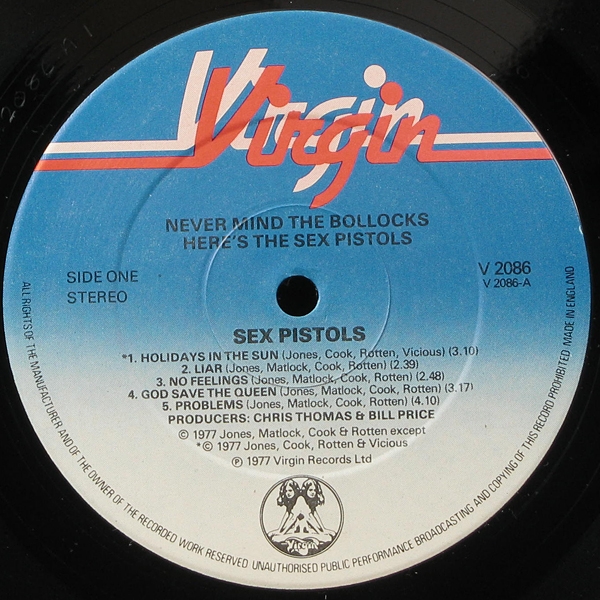 Virgin
NEVER MIND THE BOLLOCKS
HERE'S THE SEX PISTOLS
SIDE ONE
STEREO
V 2086
V 2086-A
SEX PISTOLS
*1. HOLIDAYS IN THE SUN (Jones, Cook, Rotten, Vicious) (3.10)
2. LIAR (Jones, Matlock, Cook, Rotten) (2.39)
3. NO FEELINGS (Jones, Matlock, Cook, Rotten) (2.48)
4. GOD SAVE THE QUEEN (Jones, Matlock, Cook, Rotten) (3.17)
5. PROBLEMS (Jones, Matlock, Cook, Rotten) (4.10)
PRODUCERS: CHRIS THOMAS & BILL PRICE
© 1977 Jones, Matlock, Cook & Rotten except
*© 1977 Jones, Cook, Rotten & Vicious
℗ 1977 Virgin Records Ltd
VIRGIN
ALL RIGHTS OF THE MANUFACTURER AND OF THE OWNER OF THE RECORDED WORK RESERVED UNAUTHORISED PUBLIC PERFORMANCE BROADCASTING AND COPYING OF THIS RECORD PROHIBITED MADE IN ENGLAND